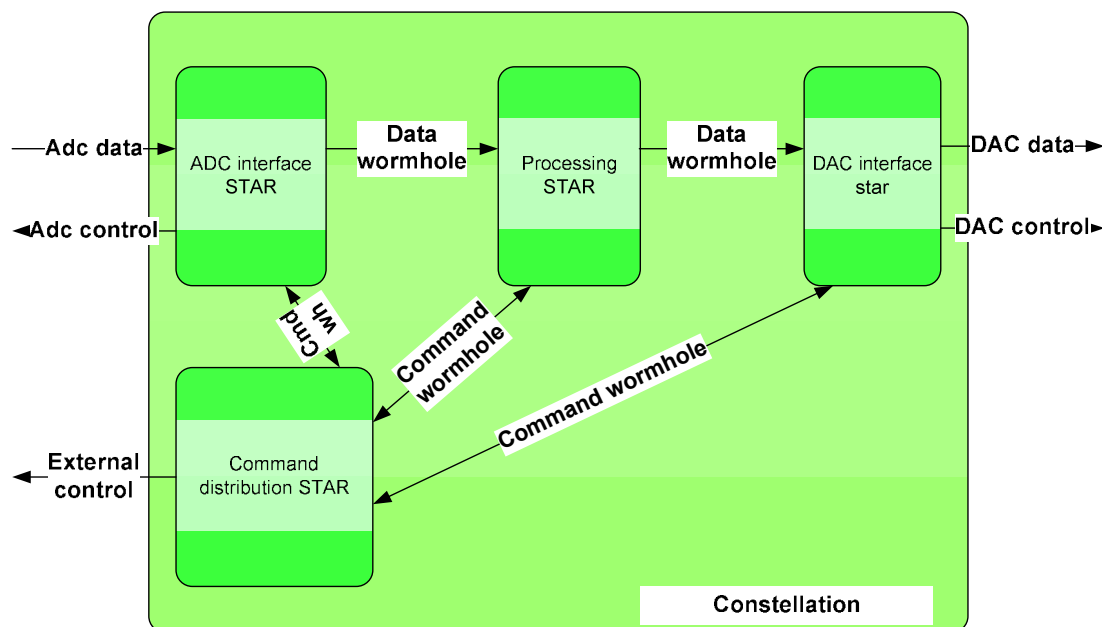 Adc data
Adc control
ADC interface
STAR
Data
wormhole
Processing
STAR
Data
wormhole
DAC interface
star
DAC data
DAC control
Cmd
wh
Command
wormhole
Command wormhole
External
control
Command
distribution STAR
Constellation